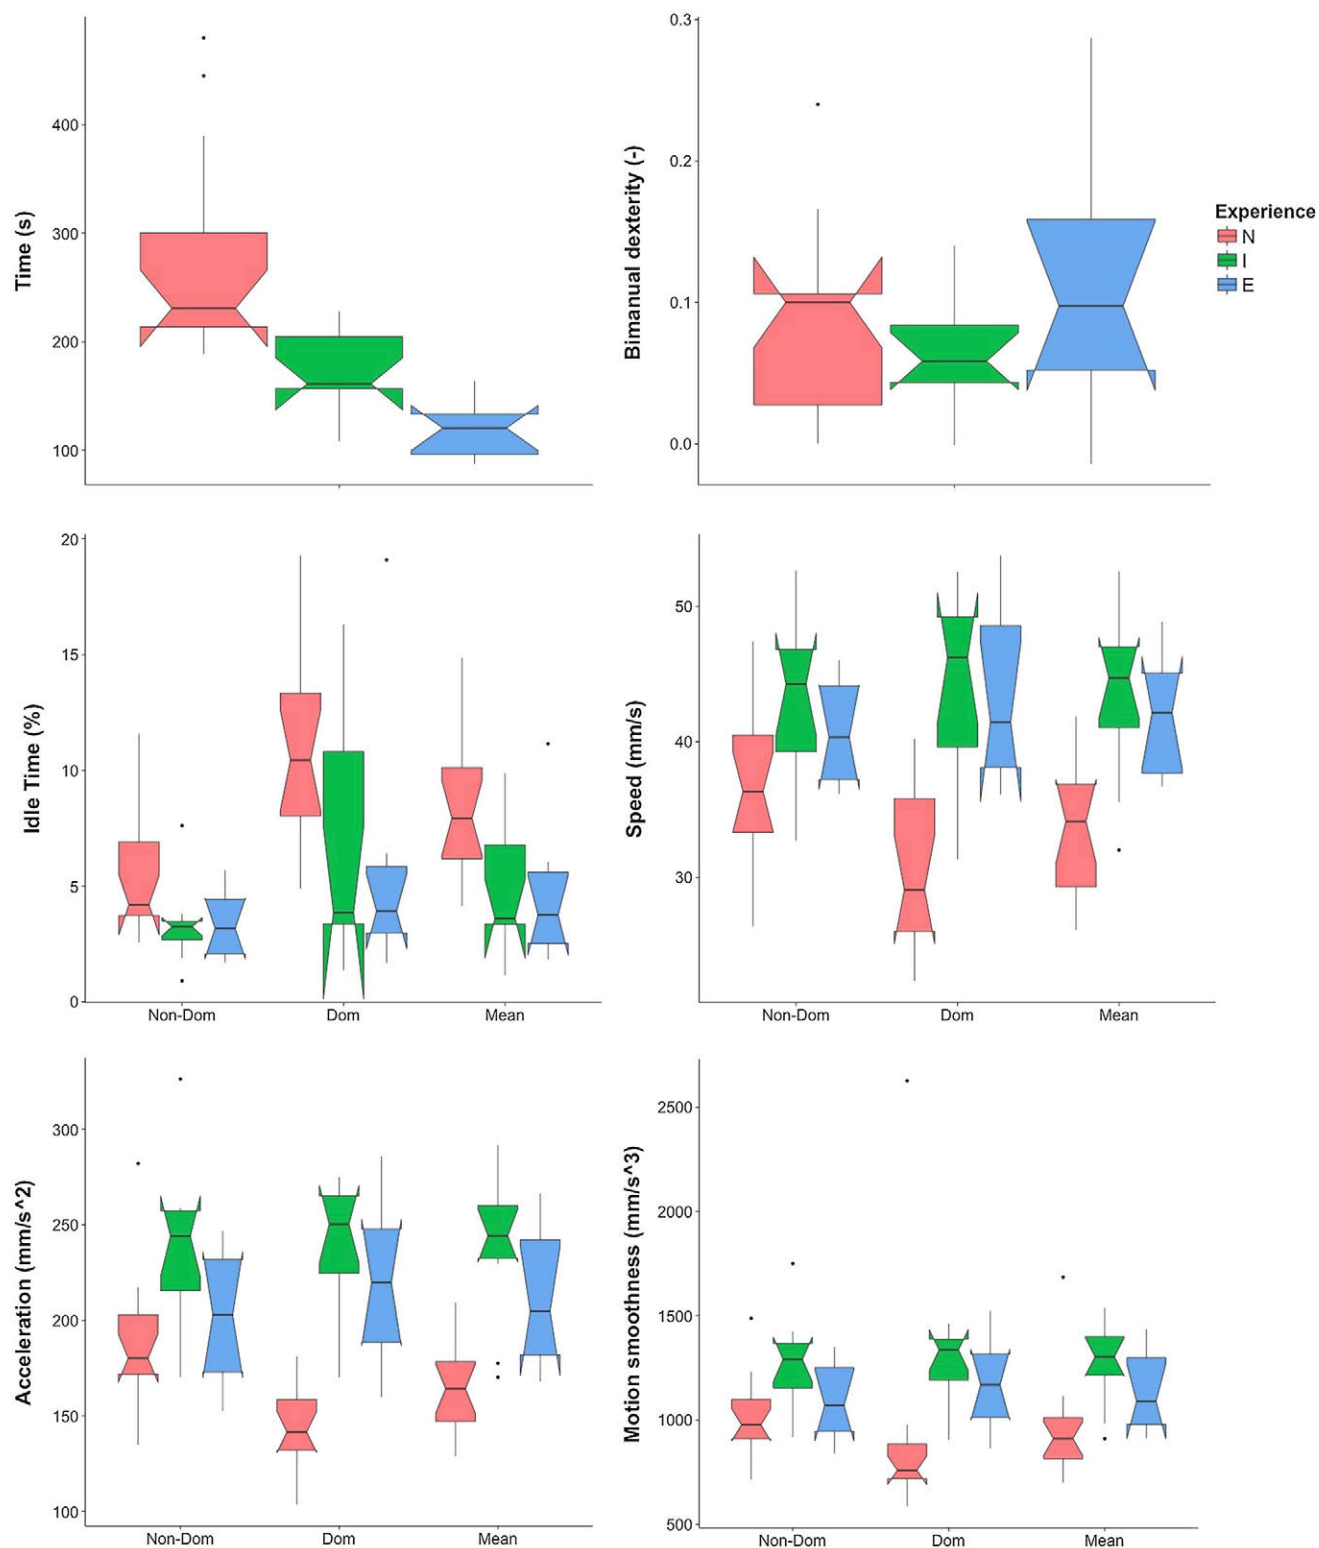 Time (s)
400
300
200
100
Bimanual dexterity (-)
0.3
0.2
0.1
0.0
Experience
N
I
E
Idle Time (%)
20
15
10
5
0
Non-Dom Dom Mean
Speed (mm/s)
50
40
30
Non-Dom Dom Mean
Acceleration (mm/s^2)
300
250
200
150
100
Non-Dom Dom Mean
Motion smoothness (mm/s^3)
2500
2000
1500
1000
500
Non-Dom Dom Mean